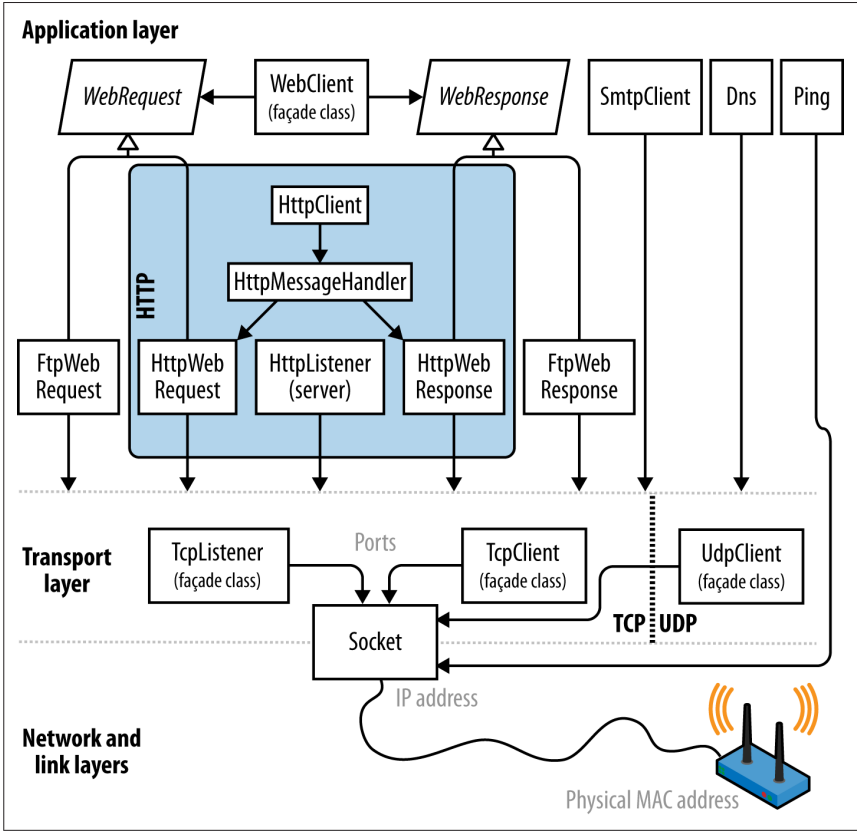 Application layer
WebRequest
WebClient
(façade class)
WebResponse
SmtpClient
Dns
Ping
HTTP
HttpClient
HttpMessageHandler
FtpWeb
Request
HttpWeb
Request
HttpListener
(server)
HttpWeb
Response
FtpWeb
Response
Transport
layer
TcpListener
(façade class)
Ports
TcpClient
(façade class)
UdpClient
(façade class)
TCP
UDP
Socket
IP address
Network and
link layers
Physical MAC address